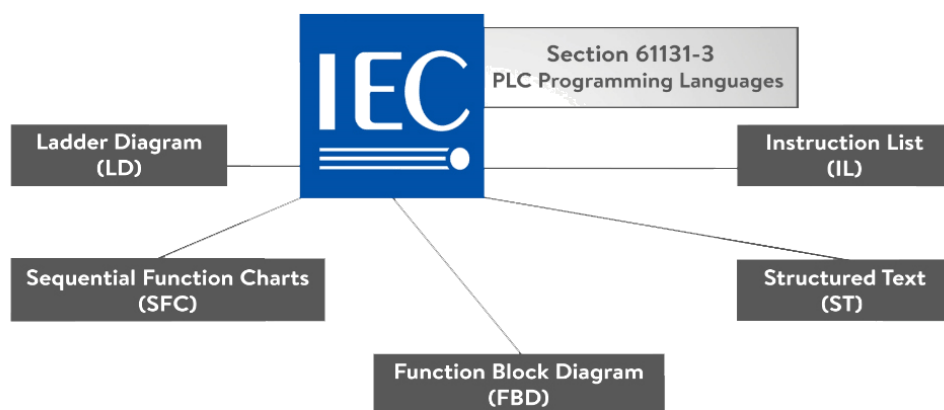 IEC
Section 61131-3
PLC Programming Languages
Ladder Diagram
(LD)
Instruction List
(IL)
Sequential Function Charts
(SFC)
Structured Text
(ST)
Function Block Diagram
(FBD)